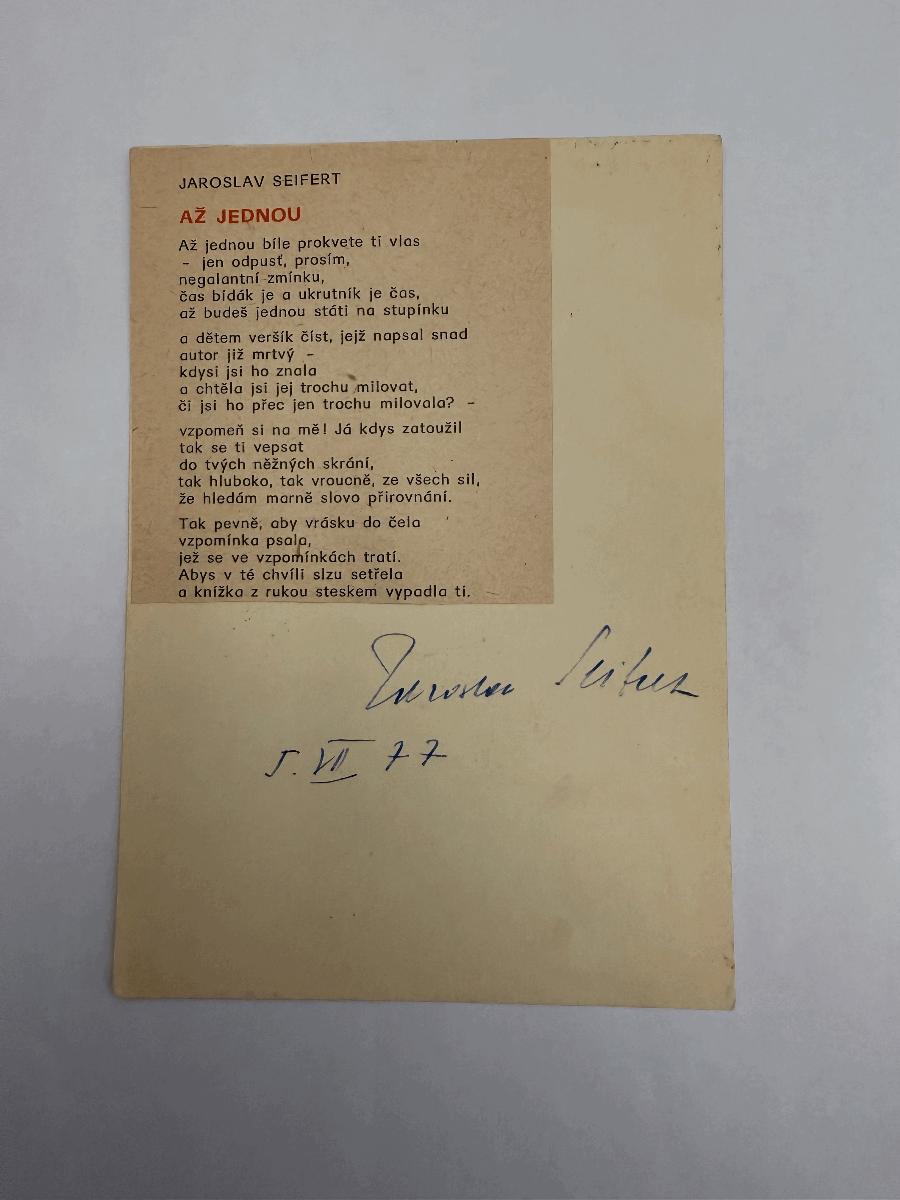 JAROSLAV SEIFERT
AŽ JEDNOU
Až jednou bíle prokvete ti vlas
– jen odpusť, prosím,
negalantní zmínku,
čas bídák je a ukrutník je čas,
až budeš jednou státi na stupínku
a dětem veršík číst, jejž napsal snad
autor již mrtvý –
kdysi jsi ho znala
a chtěla jsi jej trochu milovat,
či jsi ho přec jen trochu milovala? –
vzpomeň si na mě! Já kdys zatoužil
tak se ti vepsat
do tvých něžných skrání,
tak hluboko, tak vroucně, ze všech sil,
že hledám marně slovo přirovnání.
Tak pevně, aby vrásku do čela
vzpomínka psala,
jež se ve vzpomínkách tratí.
Abys v té chvíli slzu setřela
a knížka z rukou steskem vypadla ti.
Jaroslav Seifert
5. VII 77